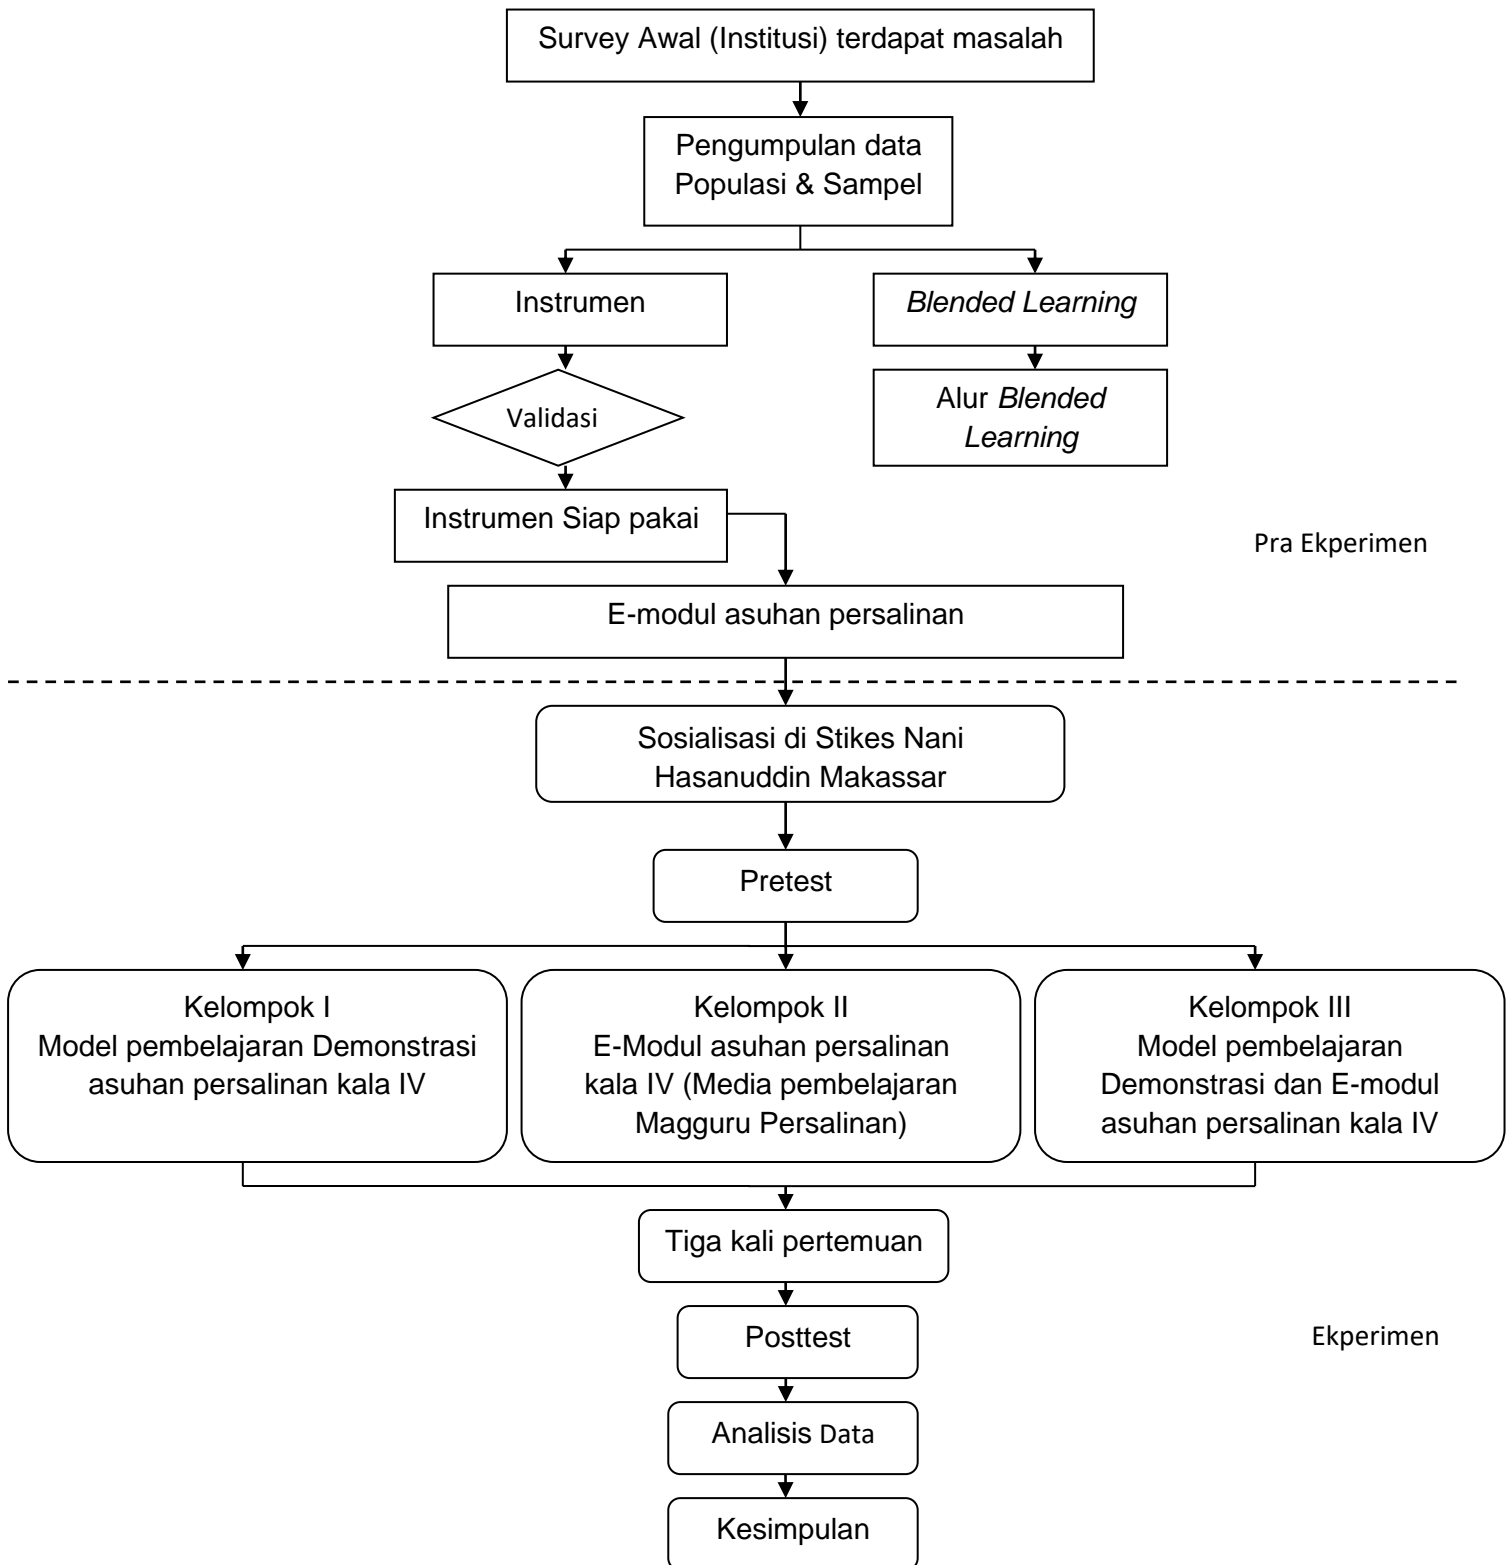 Survey Awal (Institusi) terdapat masalah
Pengumpulan data
Populasi & Sampel
Instrumen
Blended Learning
Validasi
Alur Blended
Learning
Instrumen Siap pakai
Pra Ekperimen
E-modul asuhan persalinan
Sosialisasi di Stikes Nani
Hasanuddin Makassar
Pretest
Kelompok I
Model pembelajaran Demonstrasi
asuhan persalinan kala IV
Kelompok II
E-Modul asuhan persalinan
kala IV (Media pembelajaran
Magguru Persalinan)
Kelompok III
Model pembelajaran
Demonstrasi dan E-modul
asuhan persalinan kala IV
Tiga kali pertemuan
Posttest
Ekperimen
Analisis Data
Kesimpulan